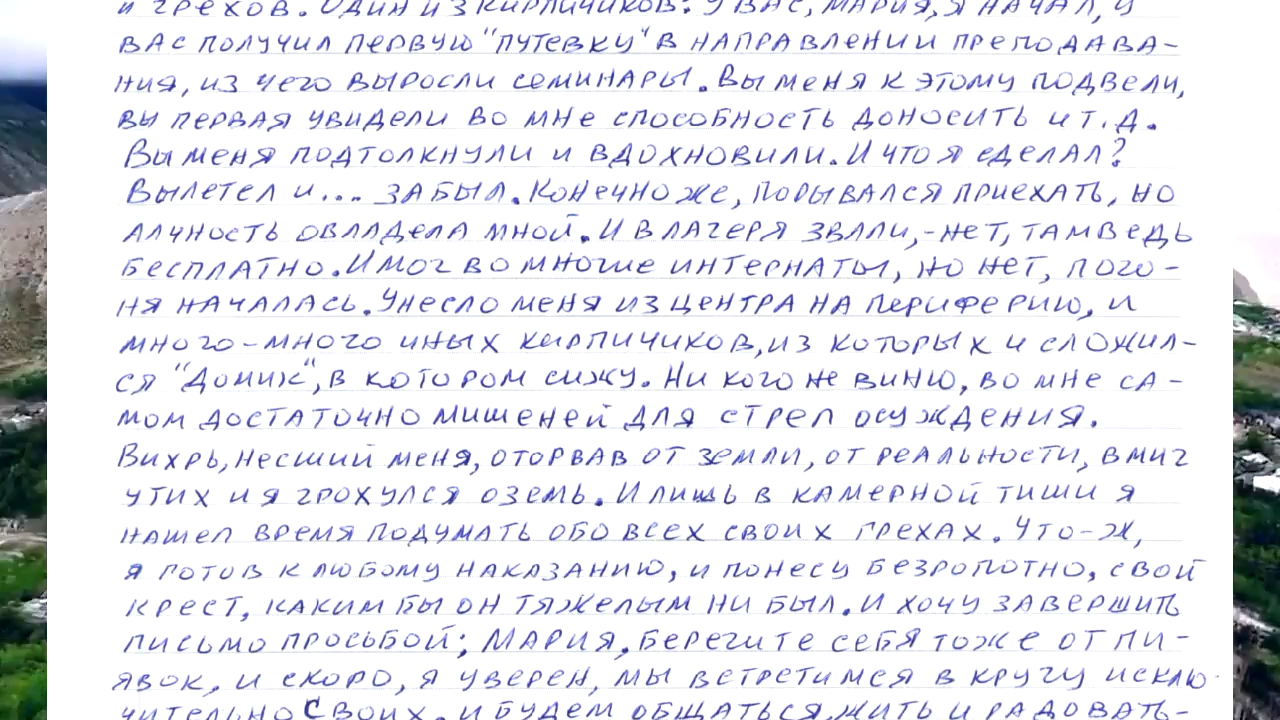 и грехов. Один из кирпичиков: у вас, Мария, я начал, у
вас получил первую "путевку" в направлении преподава-
ния, из чего выросли семинары. Вы меня к этому подвели,
вы первая увидели во мне способность доносить и т.д.
Вы меня подтолкнули и вдохновили. И что я сделал?
Вылетел и... забыл. Конечно же, порывался приехать, но
алчность овладела мной. И в лагеря звали, - нет, там ведь
бесплатно. И мог во многие интернаты, но нет, пого-
ня началась. Унесло меня из центра на периферию, и
много-много иных кирпичиков, из которых и сложил-
ся "Домик", в котором сижу. Ни кого не виню, во мне са-
мом достаточно мишеней для стрел осуждения.
Вихрь, несший меня, оторвав от земли, от реальности, в миг
утих и я грохулся оземь. И лишь в камерной тиши я
нашел время подумать обо всех своих грехах. Что-ж,
я готов к любому наказанию, и понесу безропотно, свой
крест, каким бы он тяжелым ни был. И хочу завершить
письмо просьбой; Мария, берегите себя тоже от пи-
явок, и скоро, я уверен, мы встретимся в кругу исклю-
чительно своих. и будем общаться, жить и радовать-